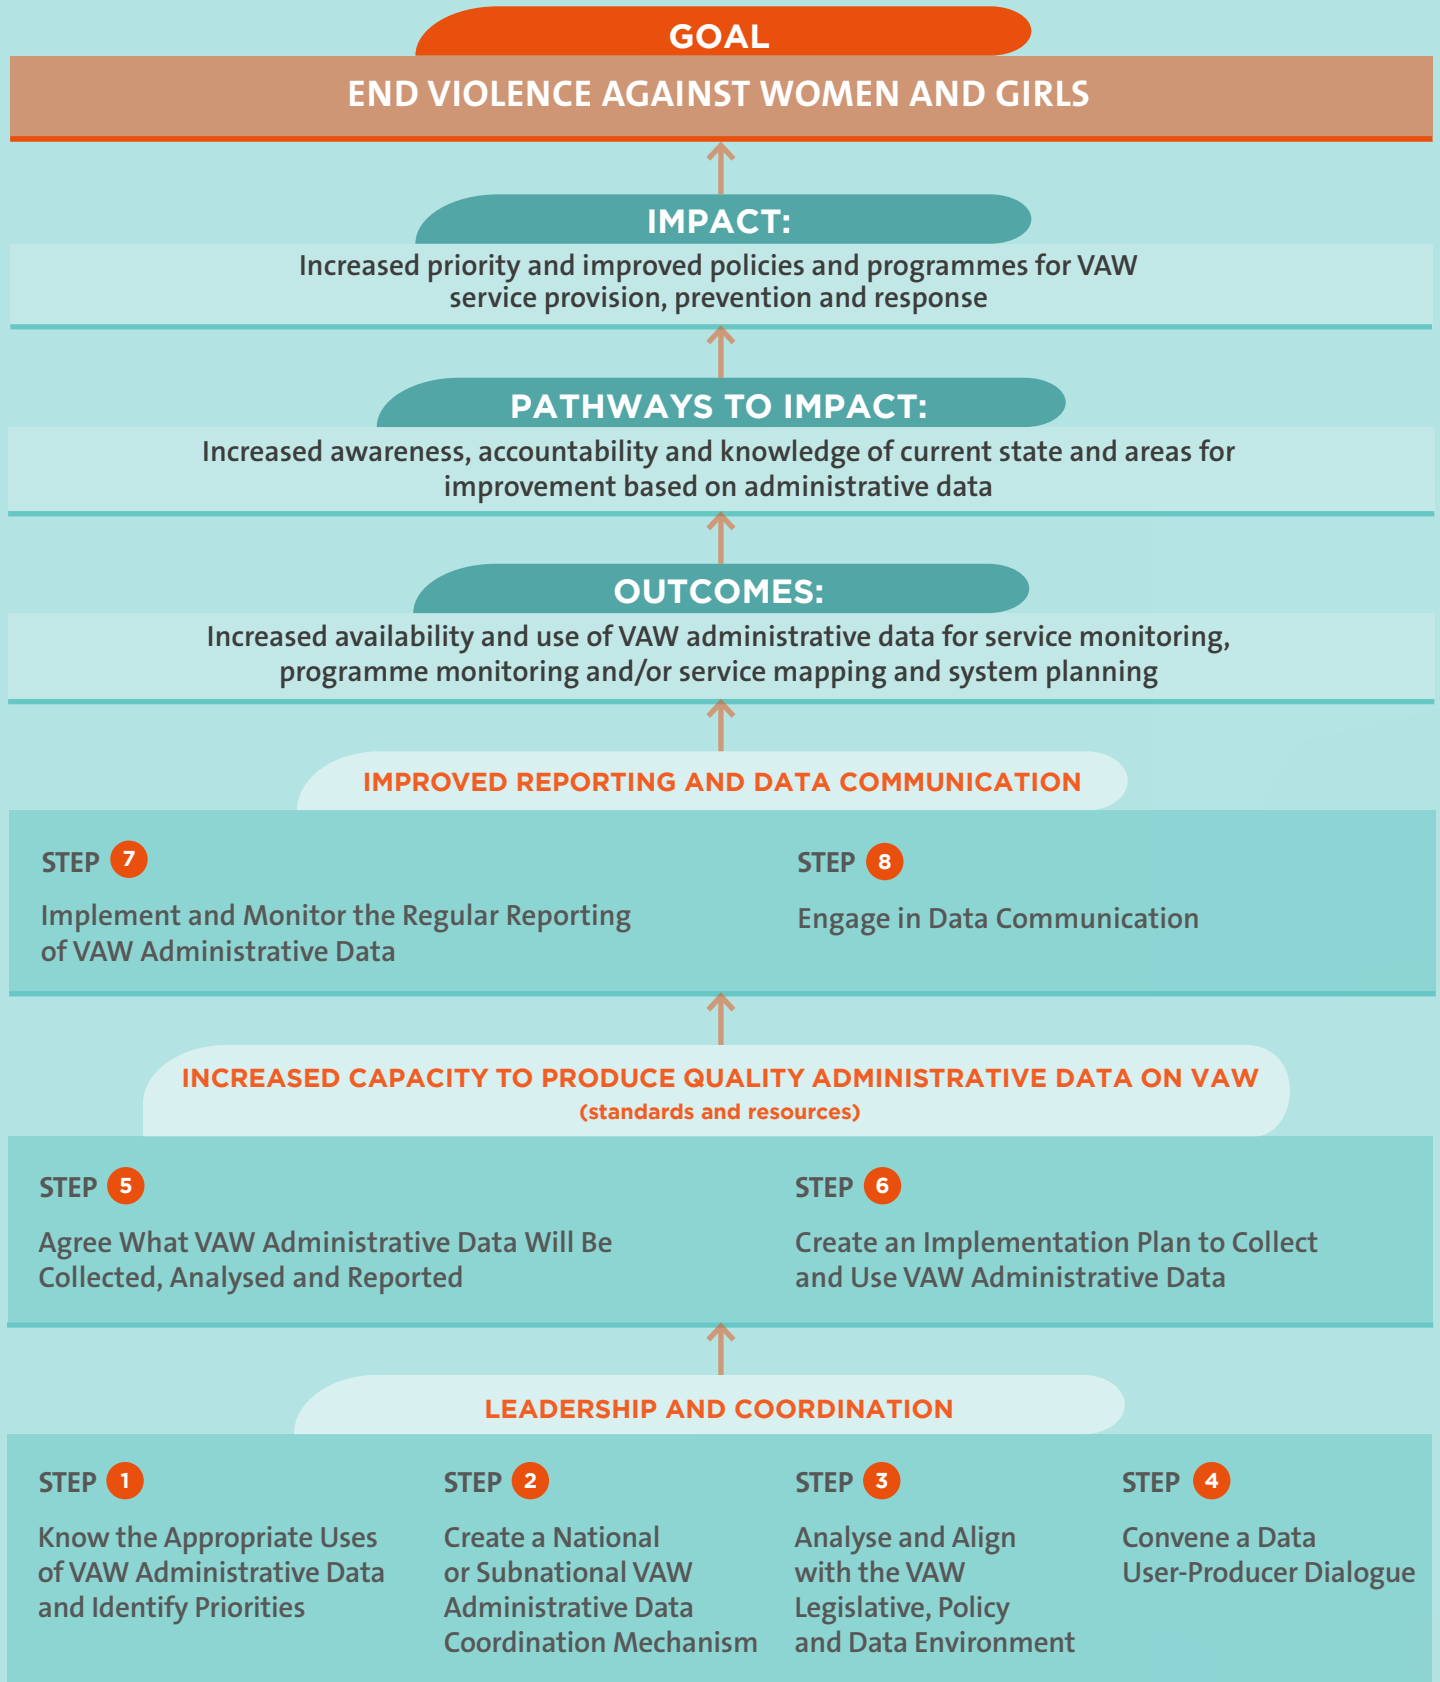 GOAL
END VIOLENCE AGAINST WOMEN AND GIRLS
IMPACT:
Increased priority and improved policies and programmes for VAW
service provision, prevention and response
PATHWAYS TO IMPACT:
Increased awareness, accountability and knowledge of current state and areas for
improvement based on administrative data
OUTCOMES:
Increased availability and use of VAW administrative data for service monitoring,
programme monitoring and/or service mapping and system planning
IMPROVED REPORTING AND DATA COMMUNICATION
STEP 7
Implement and Monitor the Regular Reporting
of VAW Administrative Data
STEP 8
Engage in Data Communication
INCREASED CAPACITY TO PRODUCE QUALITY ADMINISTRATIVE DATA ON VAW
(standards and resources)
STEP 5
Agree What VAW Administrative Data Will Be
Collected, Analysed and Reported
STEP 6
Create an Implementation Plan to Collect
and Use VAW Administrative Data
LEADERSHIP AND COORDINATION
STEP 1
Know the Appropriate Uses
of VAW Administrative Data
and Identify Priorities
STEP 2
Create a National
or Subnational VAW
Administrative Data
Coordination Mechanism
STEP 3
Analyse and Align
with the VAW
Legislative, Policy
and Data Environment
STEP 4
Convene a Data
User-Producer Dialogue